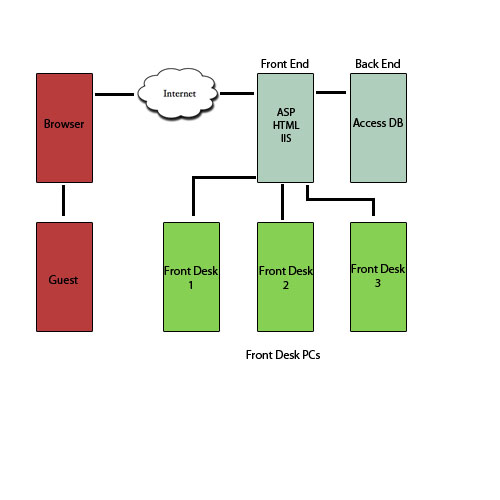 Front End
Back End
Browser
Internet
ASP
HTML
IIS
Access DB
Guest
Front Desk
1
Front Desk
2
Front Desk
3
Front Desk PCs